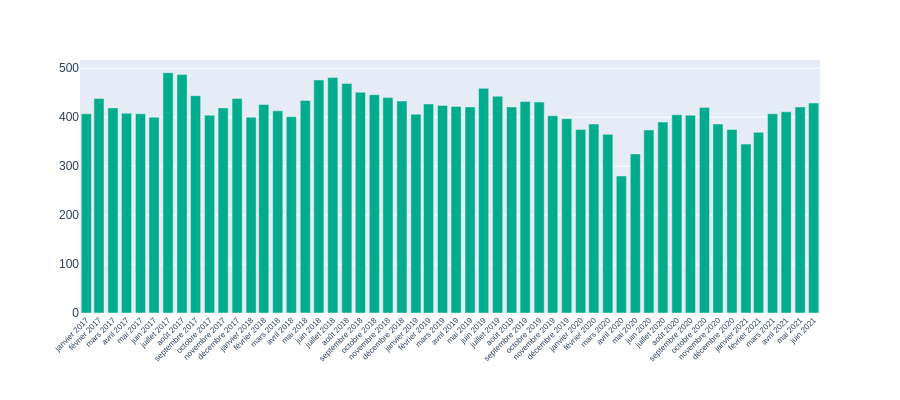 500
400
300
200
100
0
janvier 2017
février 2017
mars 2017
avril 2017
mai 2017
juin 2017
juillet 2017
août 2017
septembre 2017
octobre 2017
novembre 2017
décembre 2017
janvier 2018
février 2018
mars 2018
avril 2018
mai 2018
juin 2018
juillet 2018
août 2018
septembre 2018
octobre 2018
novembre 2018
décembre 2018
janvier 2019
février 2019
mars 2019
avril 2019
mai 2019
juin 2019
juillet 2019
août 2019
septembre 2019
octobre 2019
novembre 2019
décembre 2019
janvier 2020
février 2020
mars 2020
avril 2020
mai 2020
juin 2020
juillet 2020
août 2020
septembre 2020
octobre 2020
novembre 2020
décembre 2020
janvier 2021
février 2021
mars 2021
avril 2021
mai 2021
juin 2021